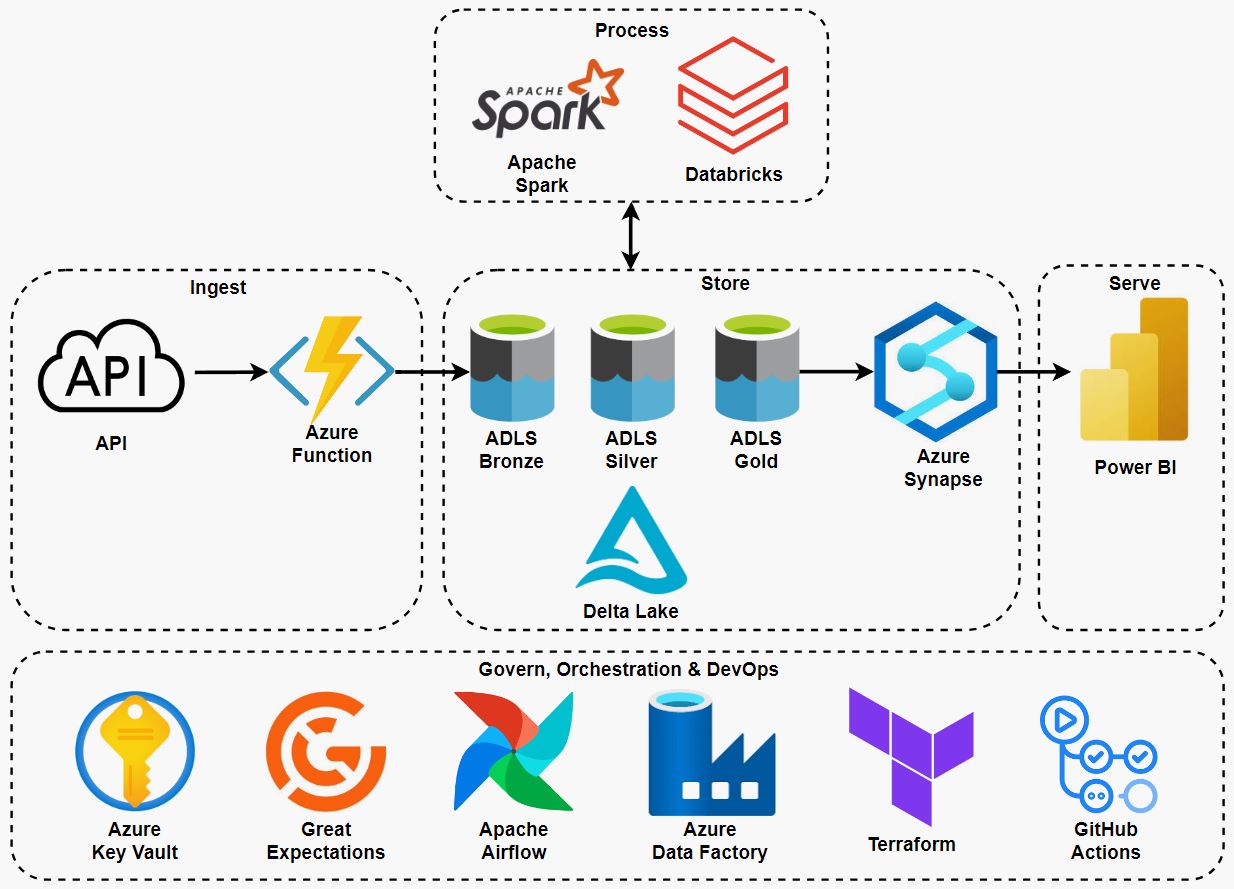 Process
APACHE
Spark
Apache
Spark
Databricks
Ingest
API
API
Azure
Function
Store
ADLS
Bronze
ADLS
Silver
ADLS
Gold
Azure
Synapse
Delta Lake
Serve
Power BI
Govern, Orchestration & DevOps
Azure
Key Vault
Great
Expectations
Apache
Airflow
Azure
Data Factory
Terraform
GitHub
Actions